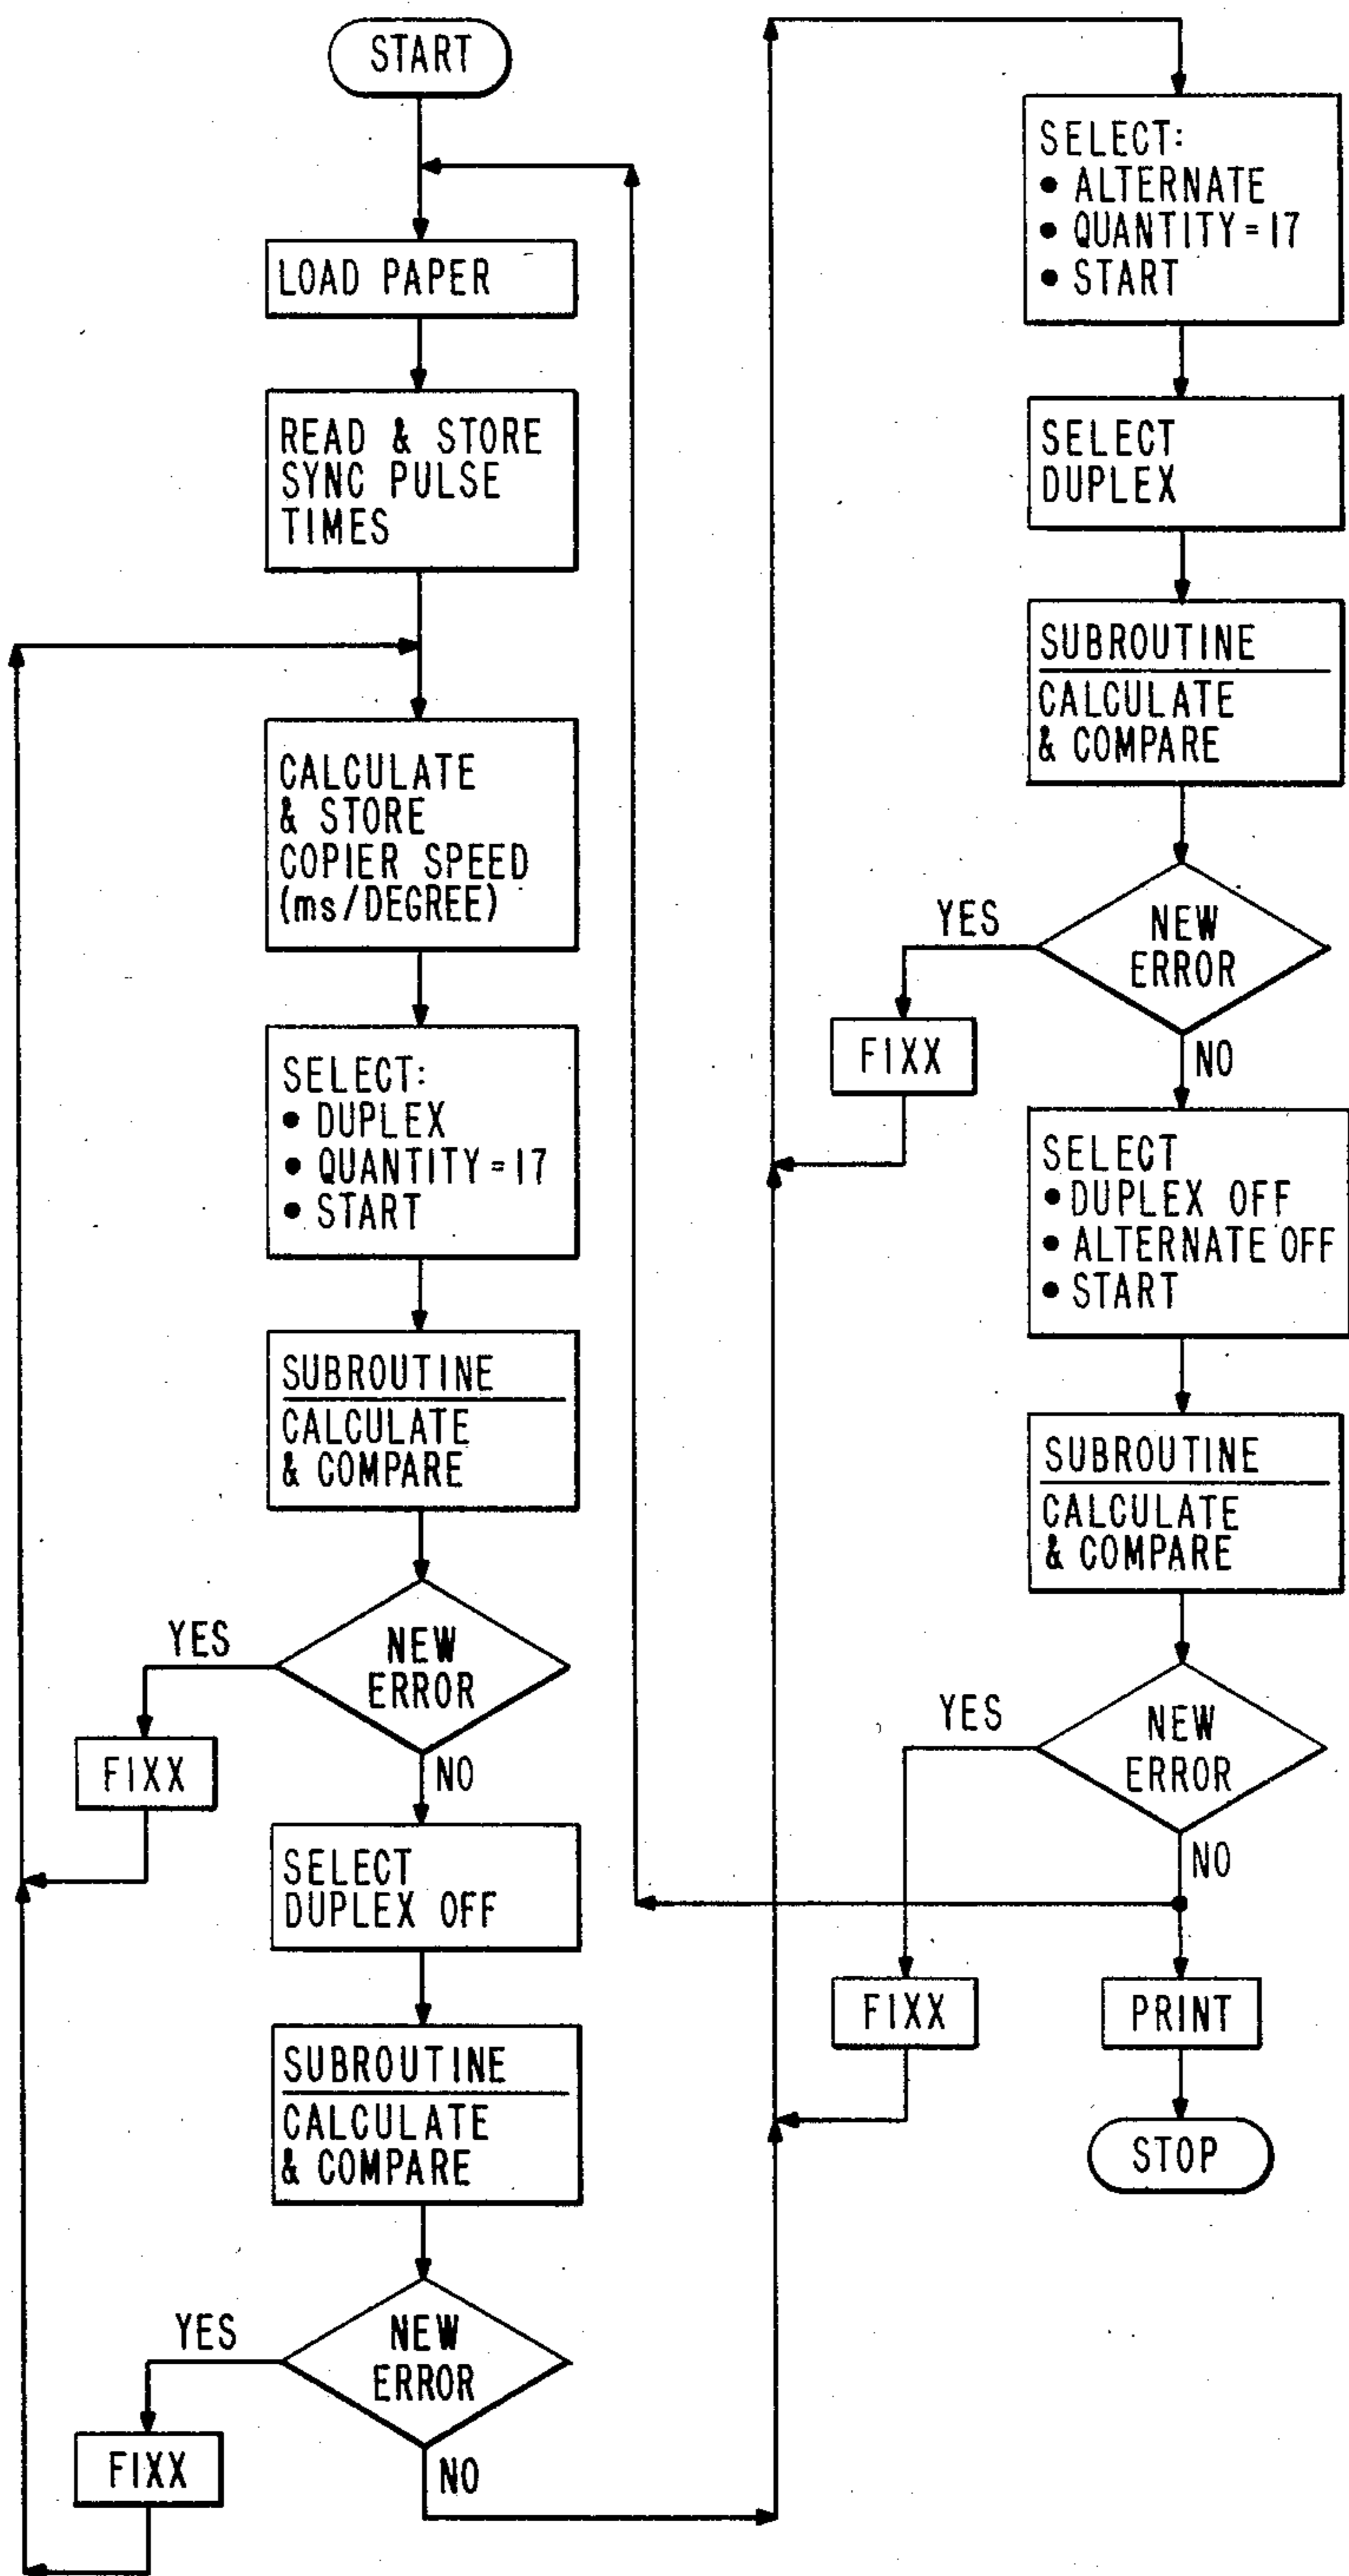 START
LOAD PAPER
READ & STORE
SYNC PULSE
TIMES
CALCULATE
& STORE
COPIER SPEED
(ms/DEGREE)
SELECT:
• DUPLEX
• QUANTITY=17
• START
SUBROUTINE
CALCULATE
& COMPARE
NEW
ERROR
YES
FIXX
NO
SELECT
DUPLEX OFF
SUBROUTINE
CALCULATE
& COMPARE
NEW
ERROR
YES
FIXX
NO
SELECT:
• ALTERNATE
• QUANTITY=17
• START
SELECT
DUPLEX
SUBROUTINE
CALCULATE
& COMPARE
NEW
ERROR
YES
FIXX
NO
SELECT
• DUPLEX OFF
• ALTERNATE OFF
• START
SUBROUTINE
CALCULATE
& COMPARE
NEW
ERROR
YES
FIXX
NO
PRINT
STOP